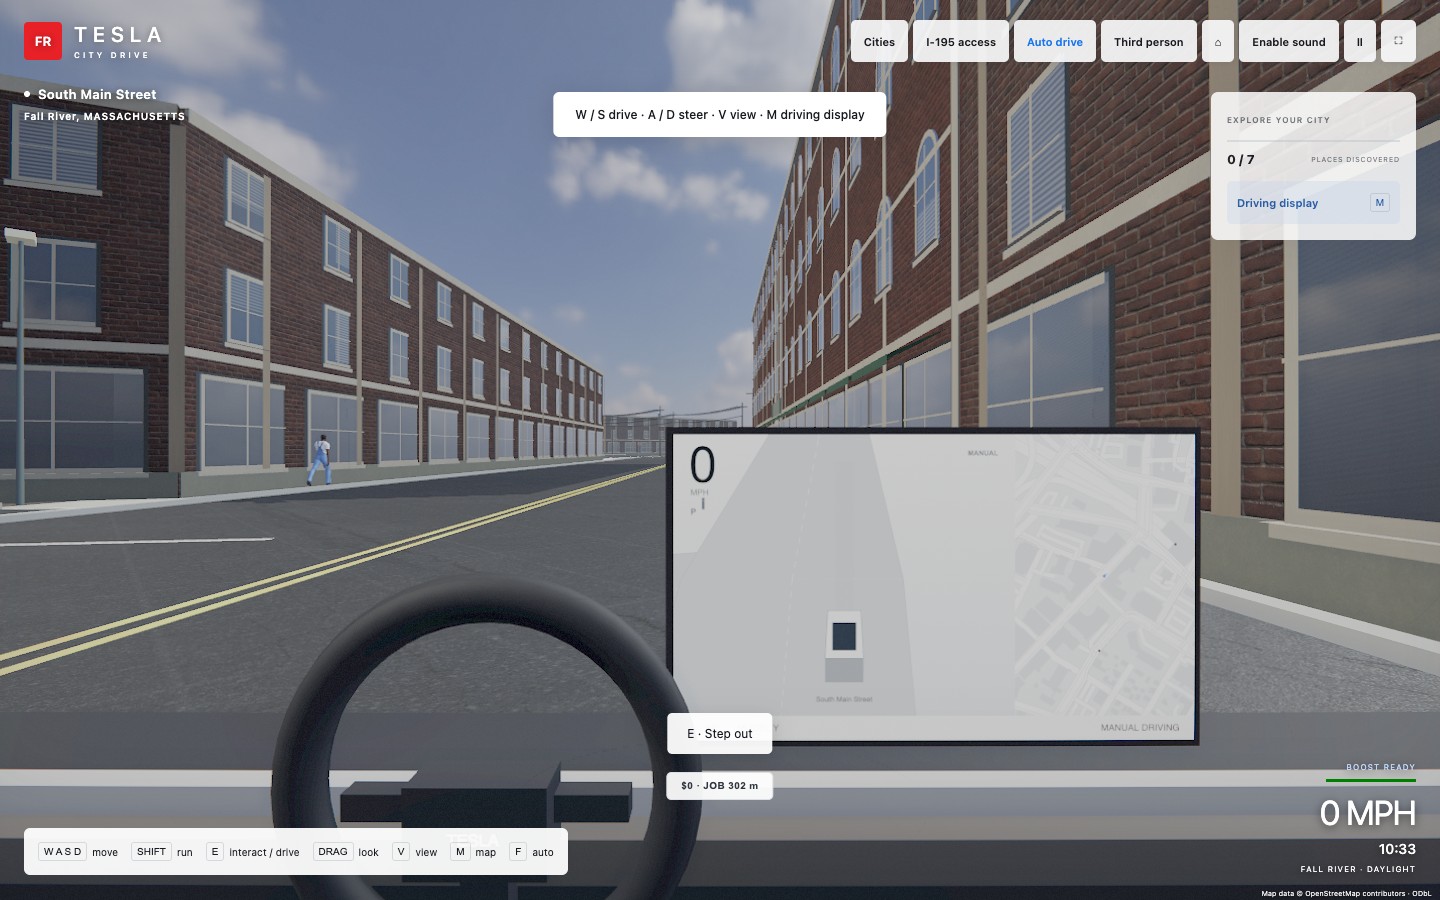 FR
TESLA
CITY DRIVE
South Main Street
Fall River, MASSACHUSETTS
Cities
I-195 access
Auto drive
Third person
Enable sound
W / S drive · A / D steer · V view · M driving display
EXPLORE YOUR CITY
0 / 7
PLACES DISCOVERED
Driving display
M
0
MPH
P
MANUAL
South Main Street
MANUAL DRIVING
E · Step out
$0 · JOB 302 m
TESLA
W A S D move SHIFT run E interact / drive DRAG look V view M map F auto
BOOST READY
0 MPH
10:33
FALL RIVER · DAYLIGHT
Map data © OpenStreetMap contributors · ODbL